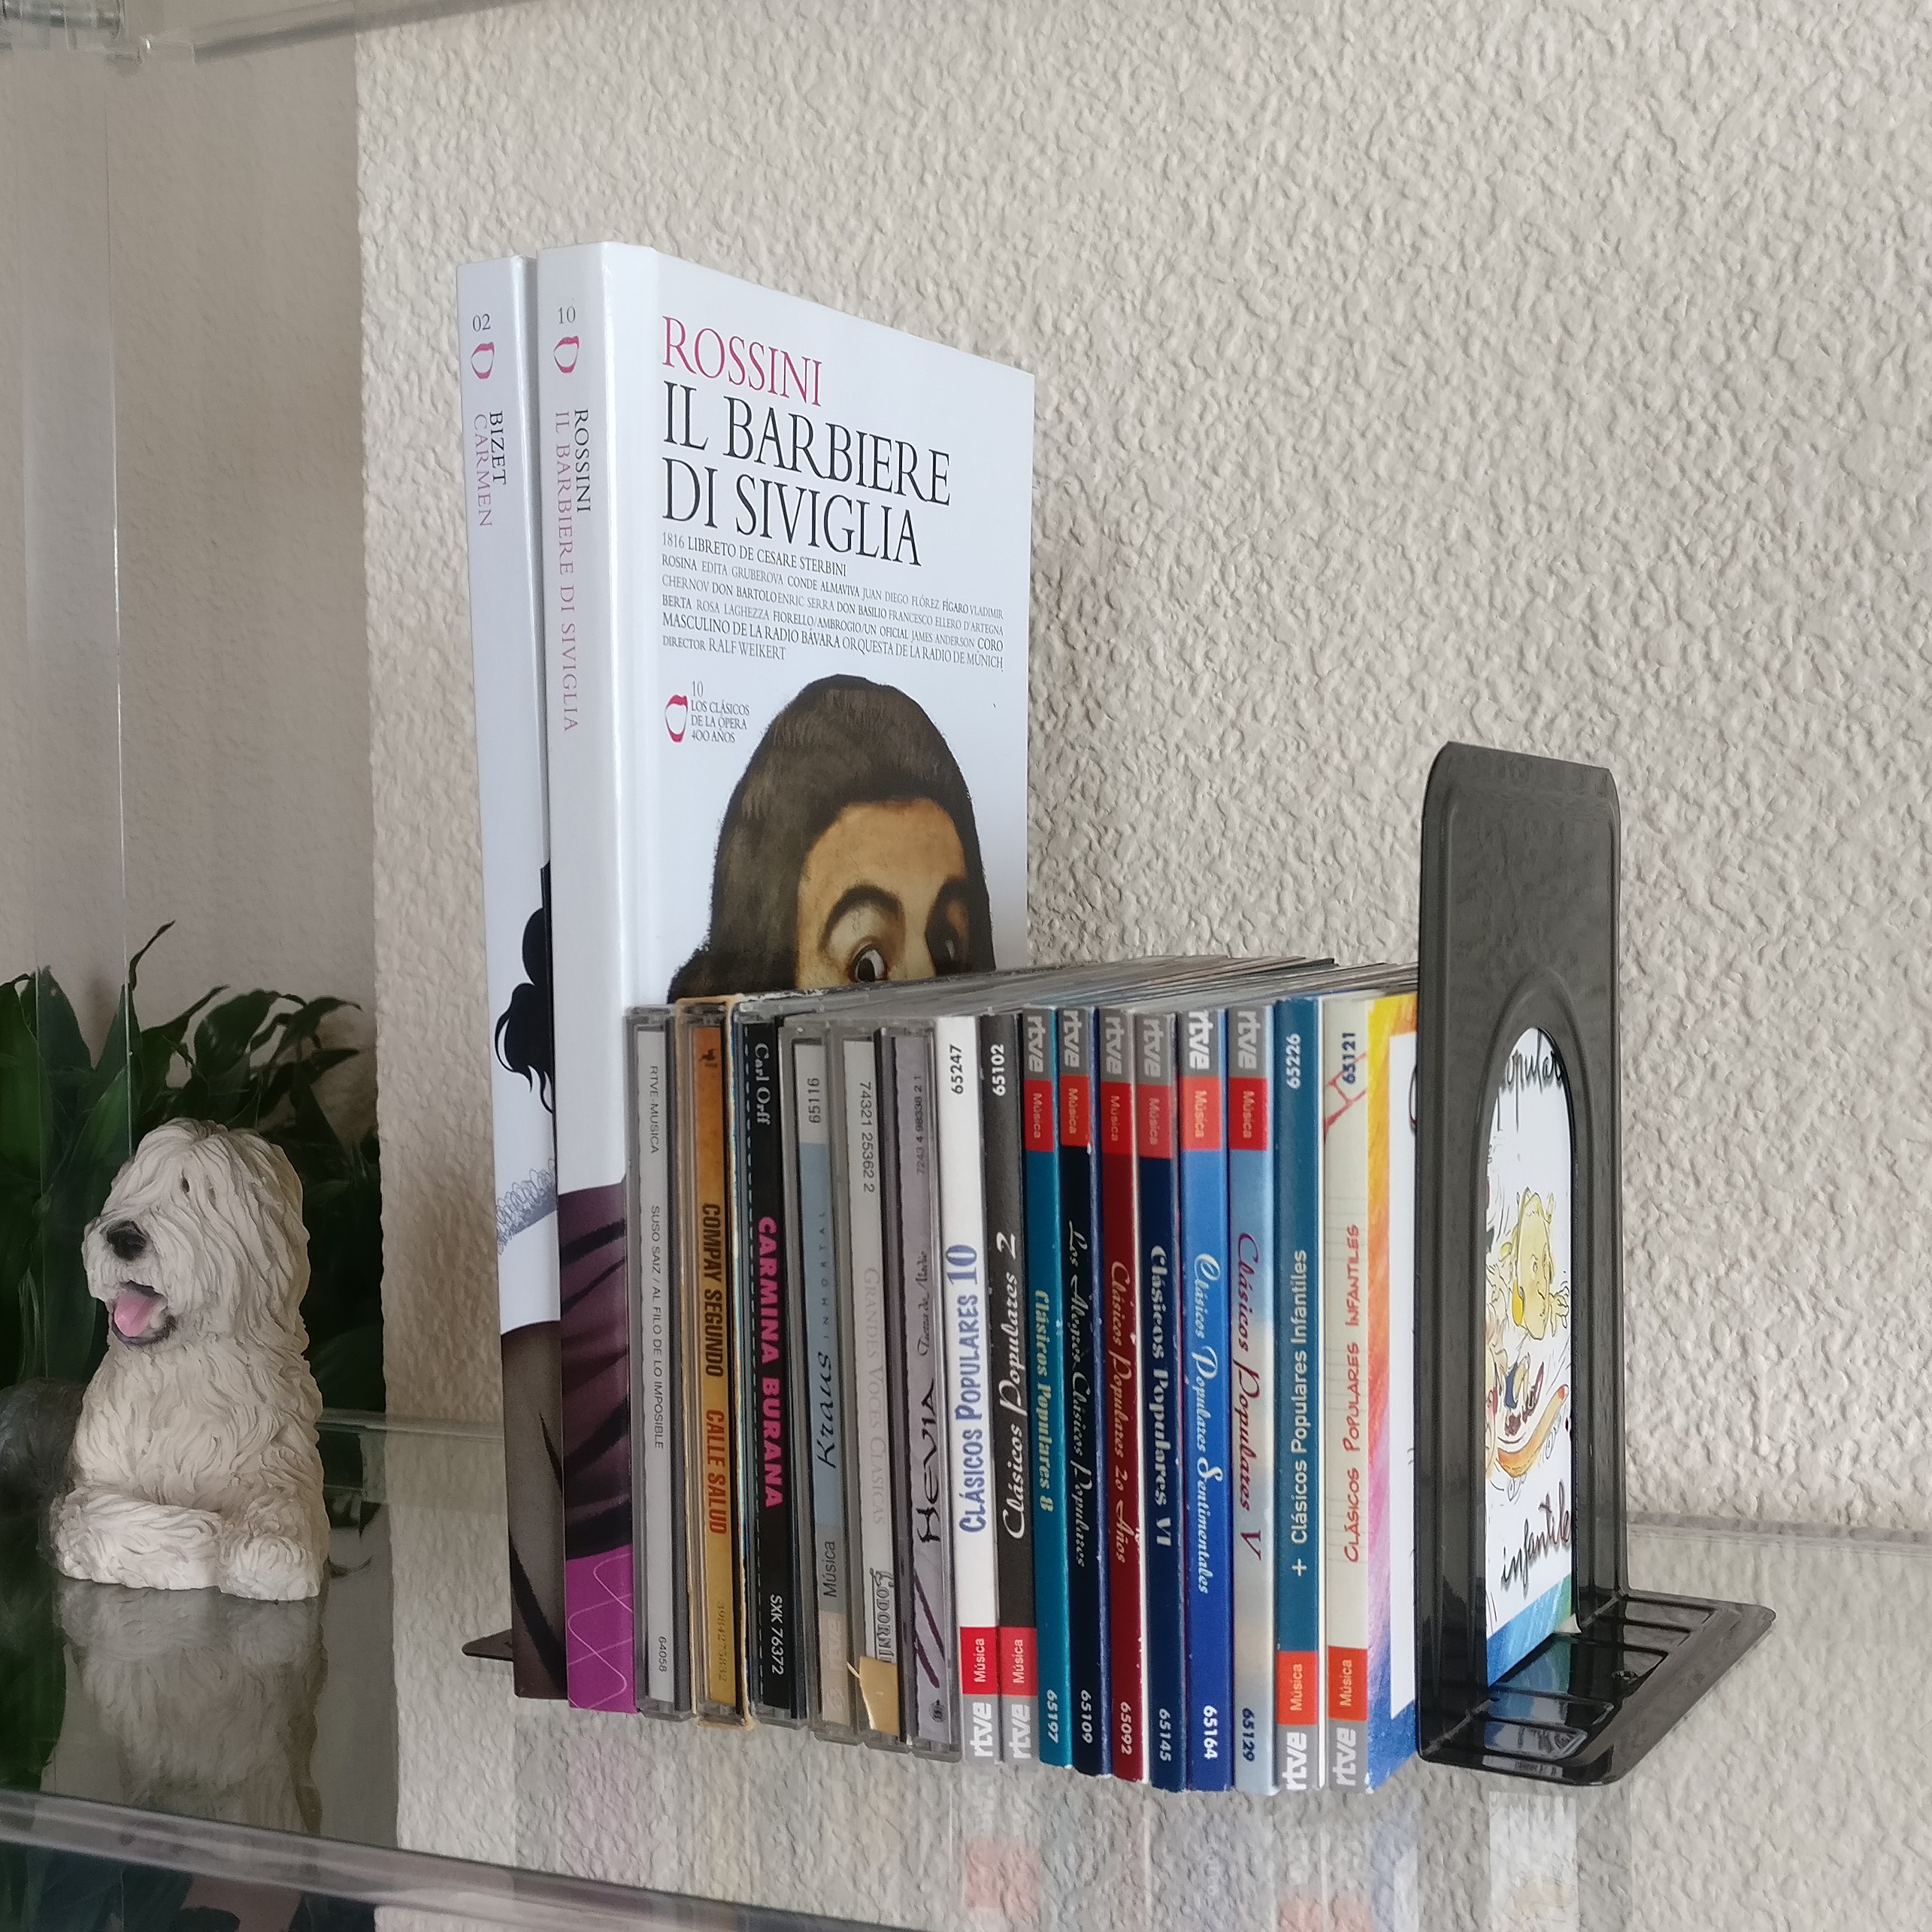 02
BIZET
CARMEN
10
ROSSINI
IL BARBIERE DI SIVIGLIA
ROSSINI
IL BARBIERE
DI SIVIGLIA
1816 LIBRETO DE CESARE STERBINI
ROSINA EDITA GRUBEROVA CONDE ALMAVIVA JUAN DIEGO FLÓREZ FÍGARO VLADIMIR
CHERNOV DON BARTOLO ENRIC SERRA DON BASILIO FRANCESCO ELLERO D'ARTEGNA
BERTA ROSA LAGHEZZA FIORELLO/AMBROGIO/UN OFICIAL JAMES ANDERSON CORO
MASCULINO DE LA RADIO BÁVARA ORQUESTA DE LA RADIO DE MÚNICH
DIRECTOR RALF WEIKERT
10
LOS CLÁSICOS
DE LA ÓPERA
400 AÑOS
RTVE-MUSICA SUSO SAIZ / AL FILO DE LO IMPOSIBLE 64058
COMPAY SEGUNDO CALLE SALUD
Carl Orff CARMINA BURANA SXK 76372
65116 Kraus INMORTAL Música
74321 25362 2 GRANDES VOCES CLASICAS
7243 4 98338 2 1 Tierra de Nadie HEVIA
65247 CLÁSICOS POPULARES 10 Música rtve
65102 Clásicos Populares 2 Música rtve
rtve Música Clásicos Populares 8 65197
rtve Música Los Alegres Clásicos Populares 65109
rtve Música Clásicos Populares 20 Años 65092
rtve Música Clásicos Populares VI 65145
rtve Música Clásicos Populares Sentimentales 65164
rtve Música Clásicos Populares V 65129
65226 + Clásicos Populares Infantiles Música rtve
65121 CLÁSICOS POPULARES INFANTILES Música rtve
infantiles